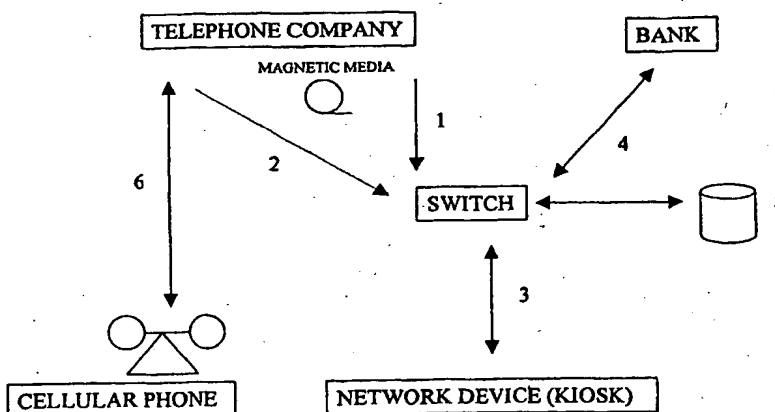 TELEPHONE COMPANY
BANK
MAGNETIC MEDIA
1
2
4
6
SWITCH
3
CELLULAR PHONE
NETWORK DEVICE (KIOSK)